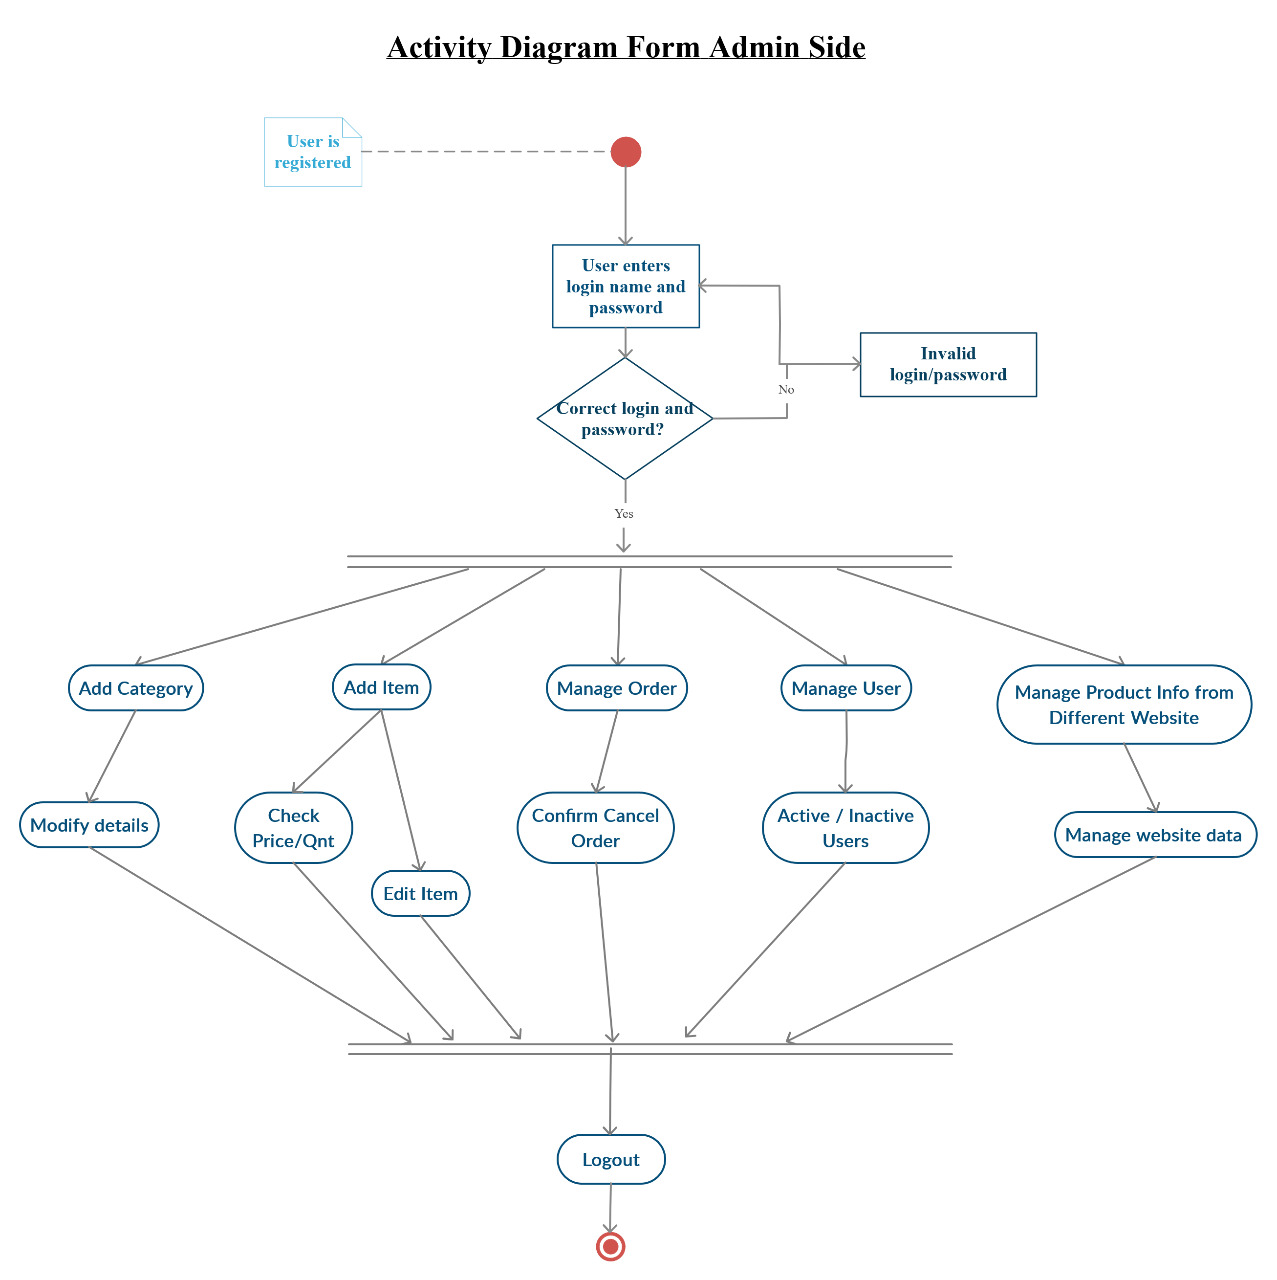 Activity Diagram Form Admin Side
User is
registered
User enters
login name and
password
Invalid
login/password
No
Correct login and
password?
Yes
Add Category
Add Item
Manage Order
Manage User
Manage Product Info from
Different Website
Modify details
Check
Price/Qnt
Confirm Cancel
Order
Active / Inactive
Users
Manage website data
Edit Item
Logout